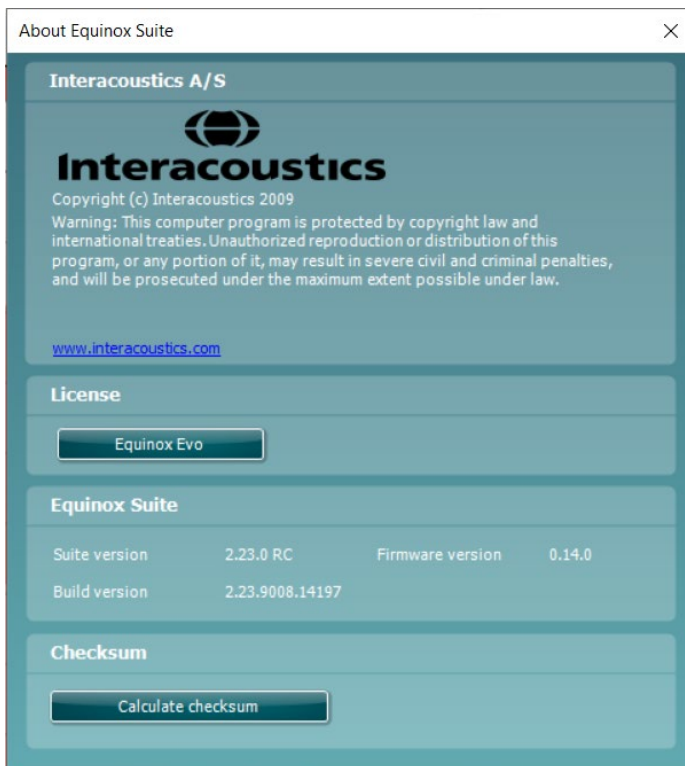 About Equinox Suite
Interacoustics A/S
Interacoustics
Copyright (c) Interacoustics 2009
Warning: This computer program is protected by copyright law and
international treaties. Unauthorized reproduction or distribution of this
program, or any portion of it, may result in severe civil and criminal penalties,
and will be prosecuted under the maximum extent possible under law.
www.interacoustics.com
License
Equinox Evo
Equinox Suite
Suite version 2.23.0 RC Firmware version 0.14.0
Build version 2.23.9008.14197
Checksum
Calculate checksum